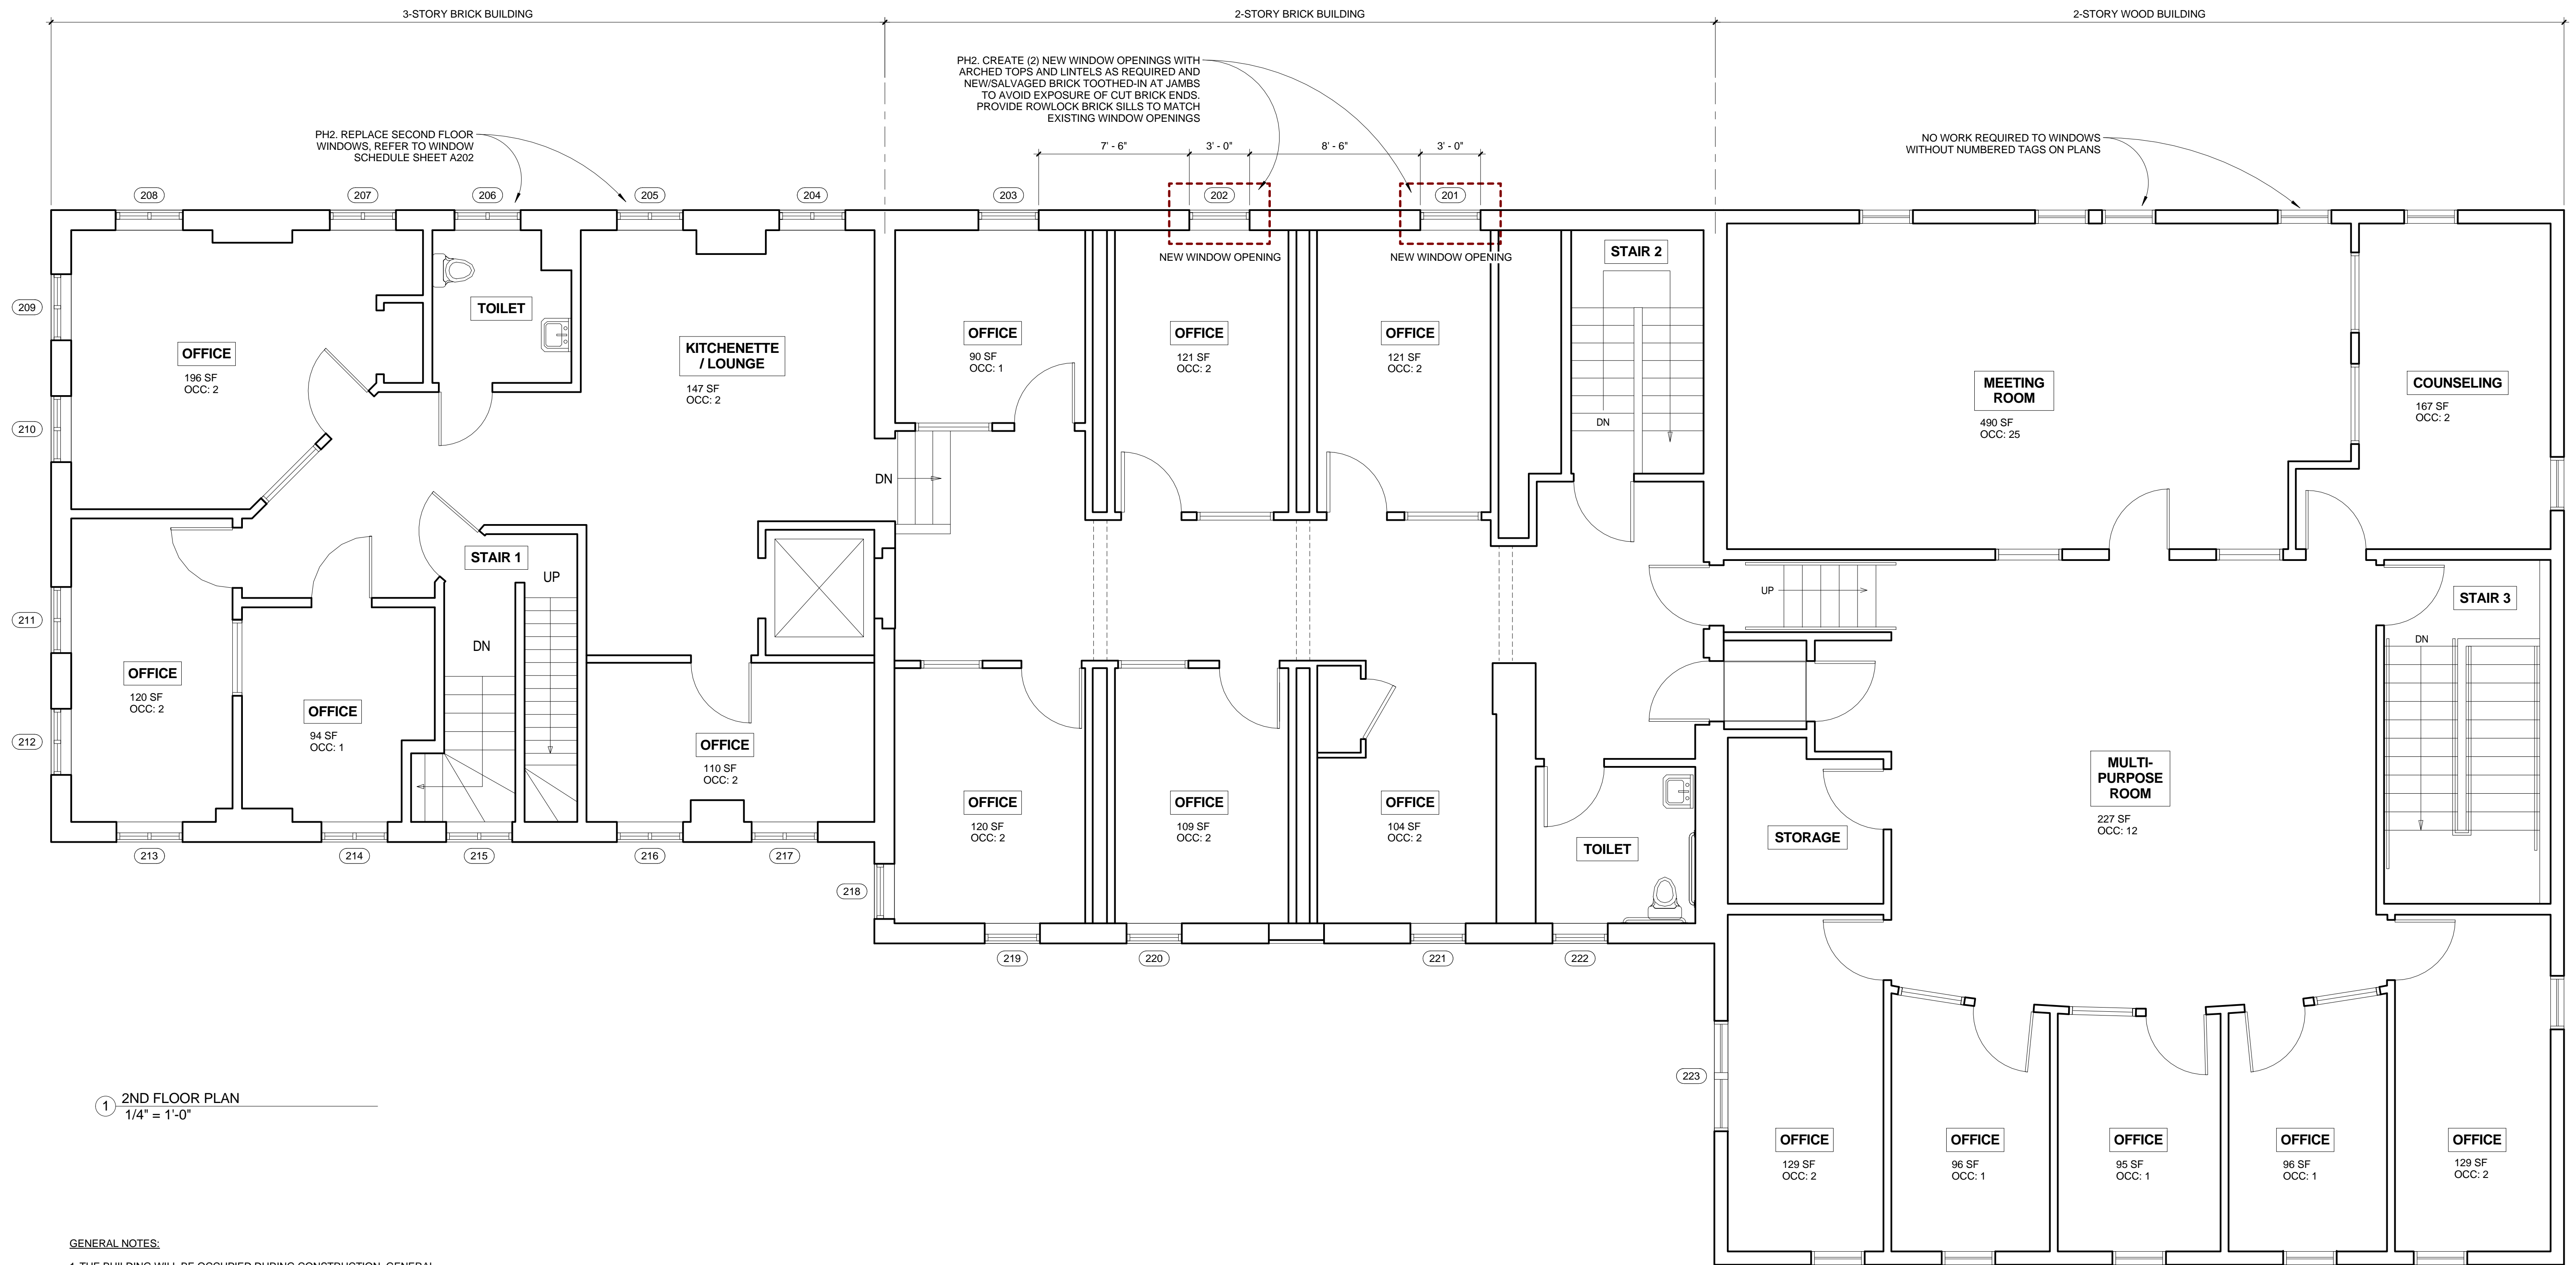 3-STORY BRICK BUILDING
2-STORY BRICK BUILDING
2-STORY WOOD BUILDING
PH2. CREATE (2) NEW WINDOW OPENINGS WITH
ARCHED TOPS AND LINTELS AS REQUIRED AND
NEW/SALVAGED BRICK TOOTHED-IN AT JAMBS
TO AVOID EXPOSURE OF CUT BRICK ENDS.
PROVIDE ROWLOCK BRICK SILLS TO MATCH
EXISTING WINDOW OPENINGS
PH2. REPLACE SECOND FLOOR
WINDOWS, REFER TO WINDOW
SCHEDULE SHEET A202
NO WORK REQUIRED TO WINDOWS
WITHOUT NUMBERED TAGS ON PLANS
7' - 6"
3' - 0"
8' - 6"
3' - 0"
208
207
206
205
204
203
202
201
NEW WINDOW OPENING
NEW WINDOW OPENING
STAIR 2
DN
209
TOILET
OFFICE
196 SF
OCC: 2
KITCHENETTE
/ LOUNGE
147 SF
OCC: 2
OFFICE
90 SF
OCC: 1
OFFICE
121 SF
OCC: 2
OFFICE
121 SF
OCC: 2
MEETING
ROOM
490 SF
OCC: 25
COUNSELING
167 SF
OCC: 2
210
DN
STAIR 1
UP
DN
UP
STAIR 3
DN
211
212
OFFICE
120 SF
OCC: 2
OFFICE
94 SF
OCC: 1
OFFICE
110 SF
OCC: 2
OFFICE
120 SF
OCC: 2
OFFICE
109 SF
OCC: 2
OFFICE
104 SF
OCC: 2
TOILET
STORAGE
MULTI-
PURPOSE
ROOM
227 SF
OCC: 12
213
214
215
216
217
218
219
220
221
222
223
OFFICE
129 SF
OCC: 2
OFFICE
96 SF
OCC: 1
OFFICE
95 SF
OCC: 1
OFFICE
96 SF
OCC: 1
OFFICE
129 SF
OCC: 2
1
2ND FLOOR PLAN
1/4" = 1'-0"
GENERAL NOTES:
1. THE BUILDING WILL BE OCCUPIED DURING CONSTRUCTION. GENERAL